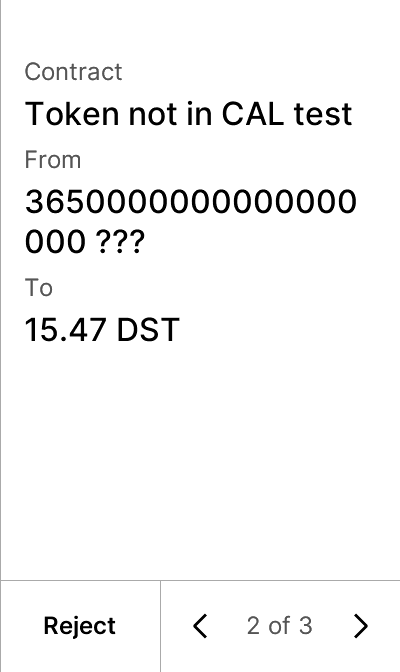 Contract
Token not in CAL test
From
3650000000000000
000 ???
To
15.47 DST
Reject
2 of 3